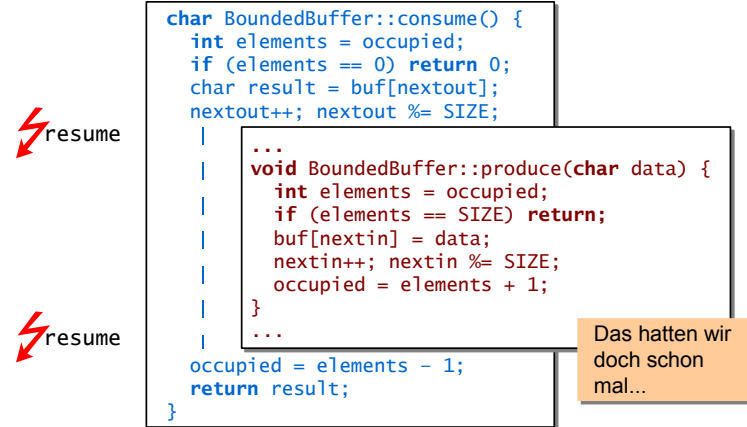 char BoundedBuffer::consume() {
int elements = occupied;
if (elements == 0) return 0;
char result = buf[nextout];
nextout++; nextout %= SIZE;
resume
...
void BoundedBuffer::produce(char data) {
int elements = occupied;
if (elements == SIZE) return;
buf[nextin] = data;
nextin++; nextin %= SIZE;
occupied = elements + 1;
}
...
resume
occupied = elements – 1;
return result;
}
Das hatten wir
doch schon
mal...